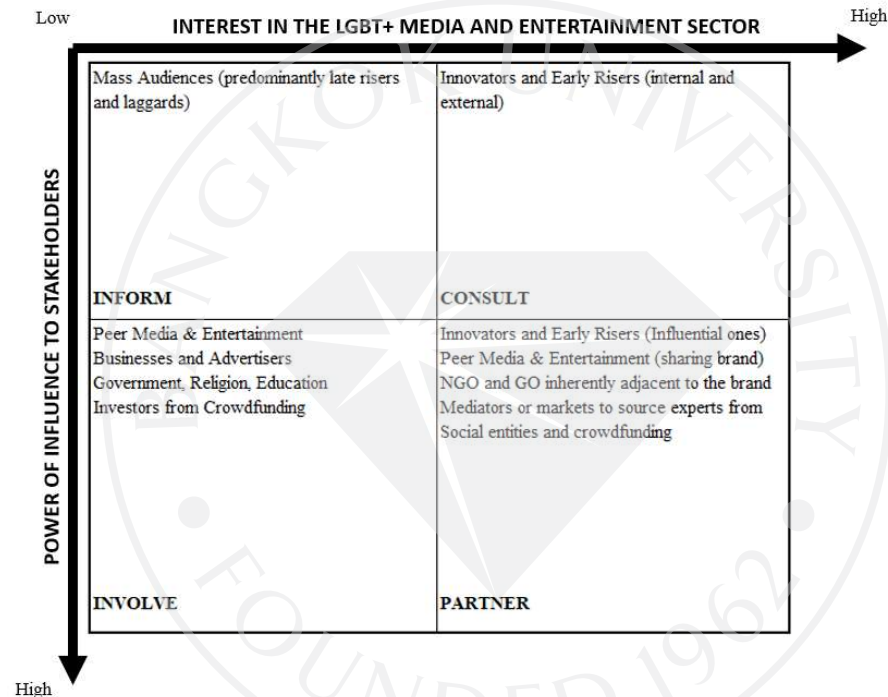 Low
INTEREST IN THE LGBT+ MEDIA AND ENTERTAINMENT SECTOR
High
POWER OF INFLUENCE TO STAKEHOLDERS
Mass Audiences (predominantly late risers
and laggards)
INFORM
Innovators and Early Risers (internal and
external)
CONSULT
Peer Media & Entertainment
Businesses and Advertisers
Government, Religion, Education
Investors from Crowdfunding
INVOLVE
Innovators and Early Risers (Influential ones)
Peer Media & Entertainment (sharing brand)
NGO and GO inherently adjacent to the brand
Mediators or markets to source experts from
Social entities and crowdfunding
PARTNER
High
BANGKOK UNIVERSITY
FOUNDED 1962